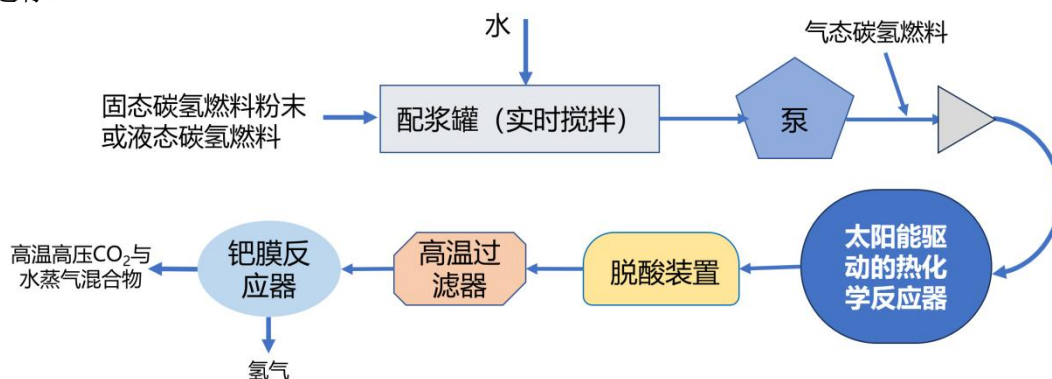 水
气态碳氢燃料
固态碳氢燃料粉末
或液态碳氢燃料
配浆罐（实时搅拌）
泵
高温高压CO₂与
水蒸气混合物
钯膜反
应器
高温过
滤器
脱酸装置
太阳能驱
动的热化
学反应器
氢气